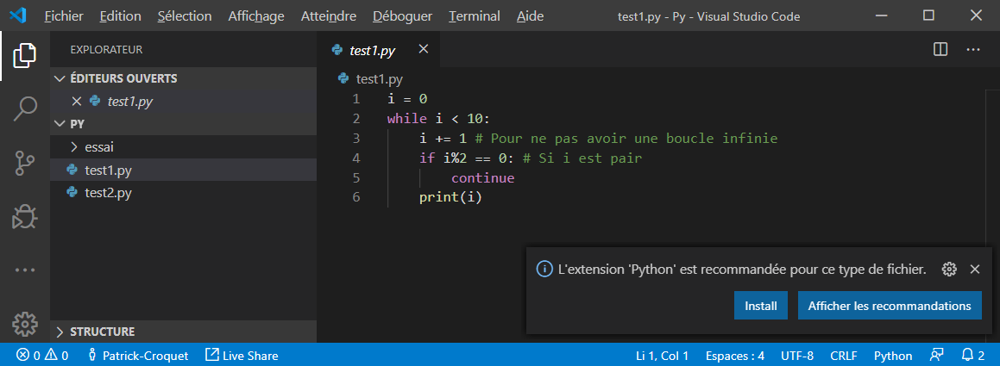 Fichier Edition Sélection Affichage Atteindre Déboguer Terminal Aide test1.py - Py - Visual Studio Code
EXPLORATEUR
ÉDITEURS OUVERTS
test1.py
PY
essai
test1.py
test2.py
STRUCTURE
test1.py
test1.py
1 i = 0
2 while i < 10:
3 i += 1 # Pour ne pas avoir une boucle infinie
4 if i%2 == 0: # Si i est pair
5 continue
6 print(i)
L'extension 'Python' est recommandée pour ce type de fichier.
Install Afficher les recommandations
0 0 Patrick-Croquet Live Share Li 1, Col 1 Espaces : 4 UTF-8 CRLF Python 2